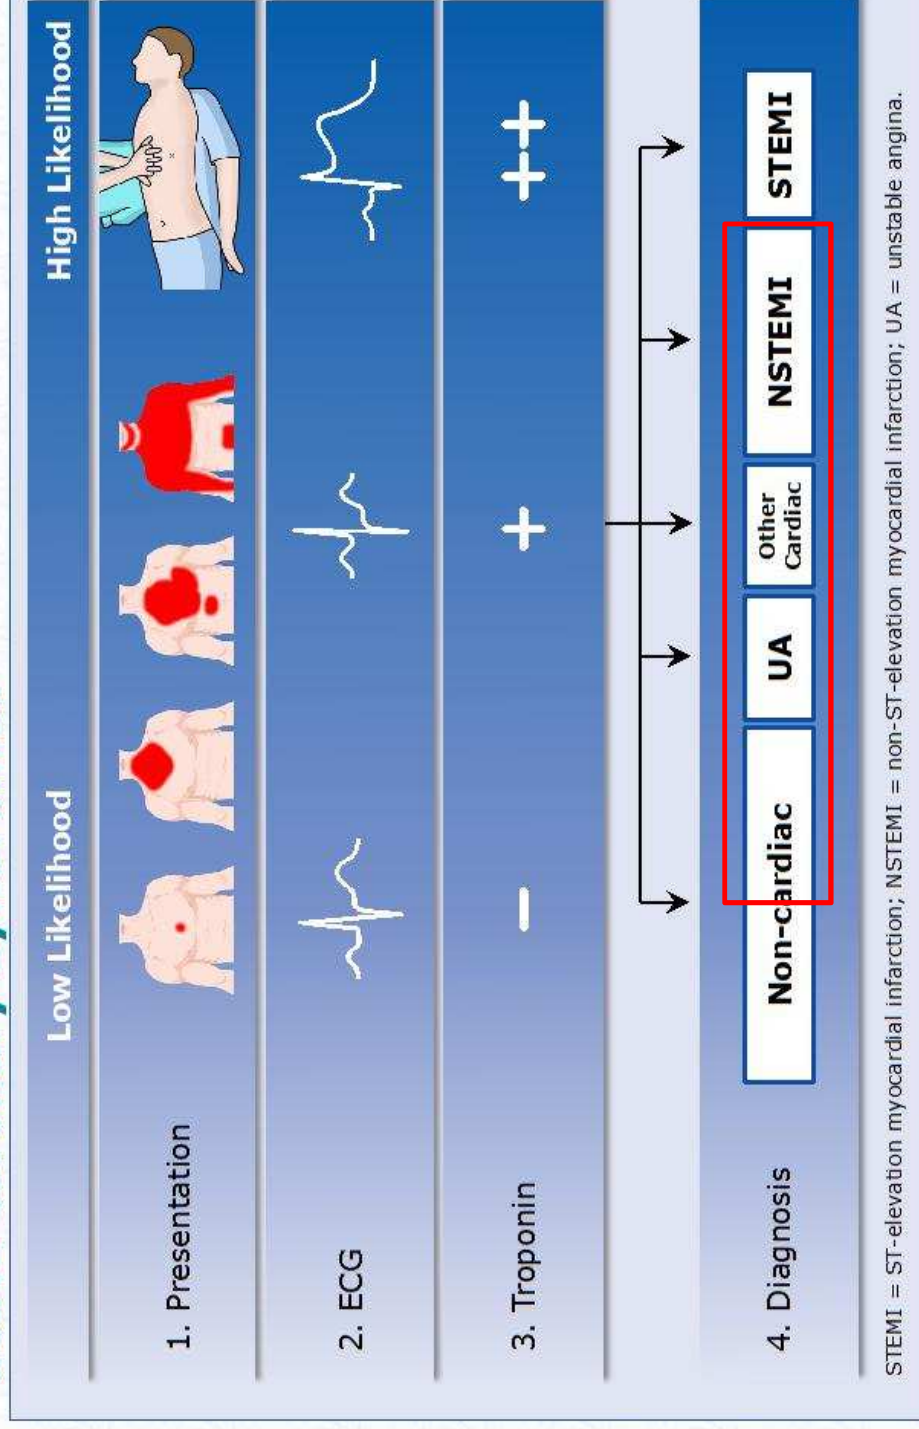 Low Likelihood
High Likelihood
1. Presentation
2. ECG
3. Troponin
4. Diagnosis
Non-cardiac
UA
Other
Cardiac
NSTEMI
STEMI
STEMI = ST-elevation myocardial infarction; NSTEMI = non-ST-elevation myocardial infarction; UA = unstable angina.